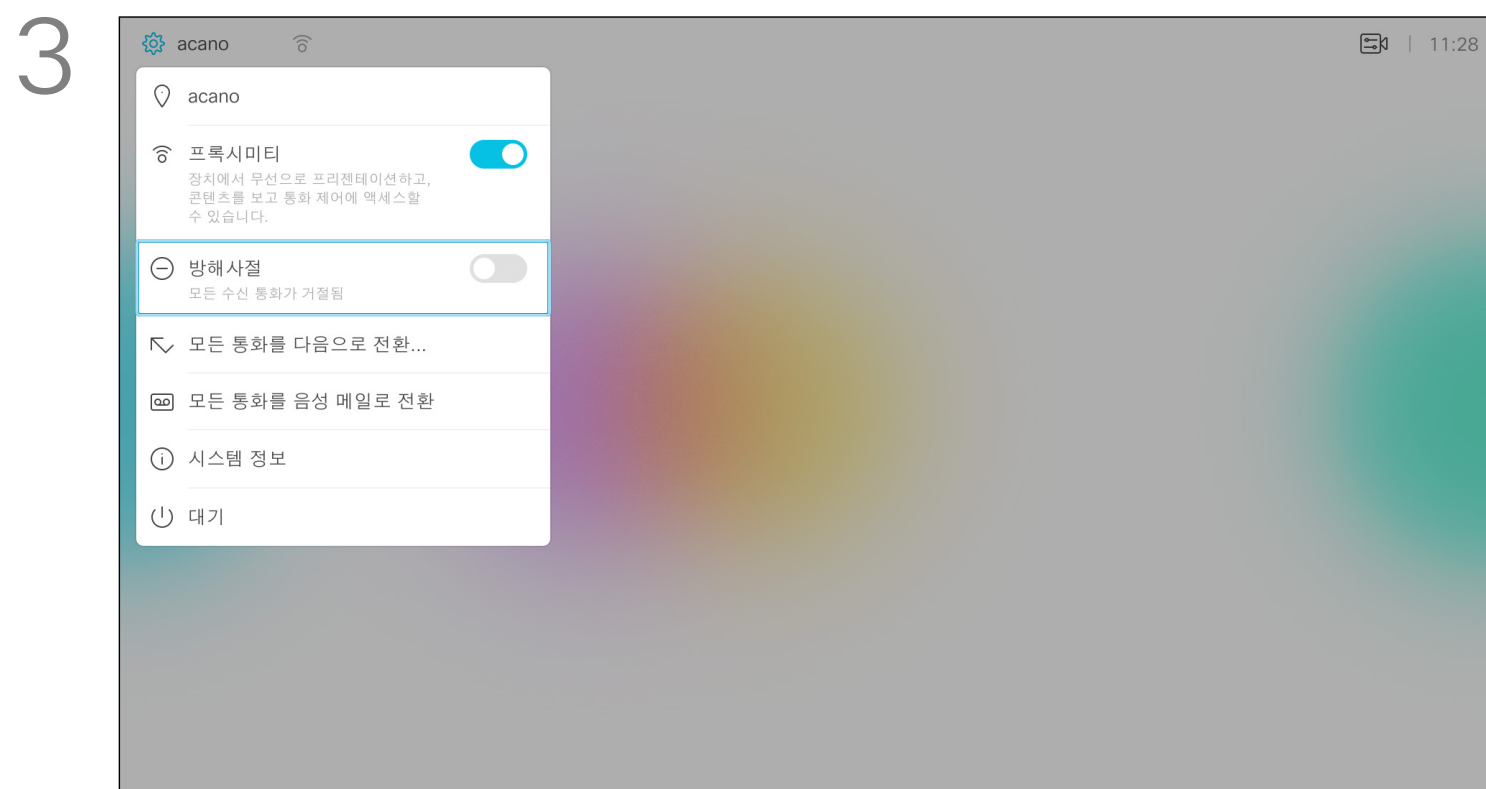 3
acano
11:28
acano
프록시미티
장치에서 무선으로 프리젠테이션하고,
콘텐츠를 보고 통화 제어에 액세스할
수 있습니다.
방해사절
모든 수신 통화가 거절됨
모든 통화를 다음으로 전환...
모든 통화를 음성 메일로 전환
시스템 정보
대기